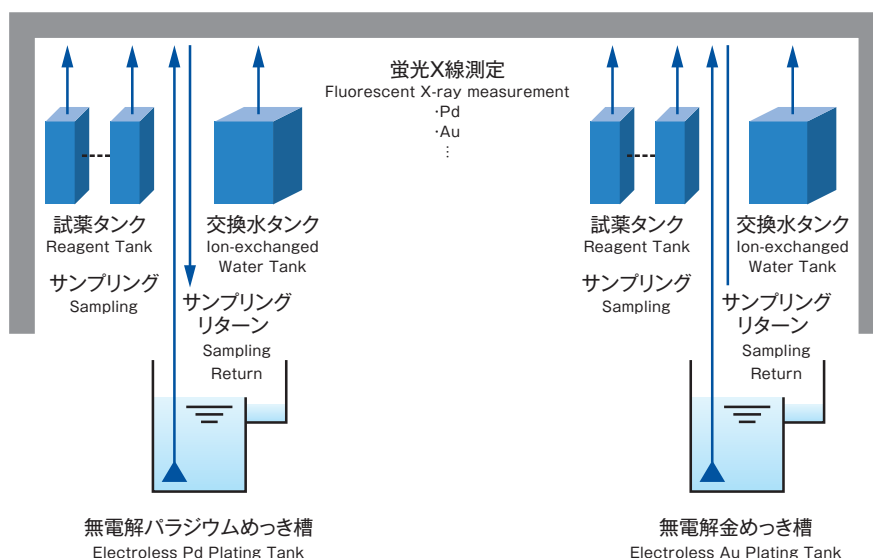 蛍光X線測定
Fluorescent X-ray measurement
·Pd
·Au
⋮
試薬タンク
Reagent Tank
交換水タンク
Ion-exchanged
Water Tank
サンプリング
Sampling
サンプリング
リターン
Sampling
Return
無電解パラジウムめっき槽
Electroless Pd Plating Tank
試薬タンク
Reagent Tank
交換水タンク
Ion-exchanged
Water Tank
サンプリング
Sampling
サンプリング
リターン
Sampling
Return
無電解金めっき槽
Electroless Au Plating Tank